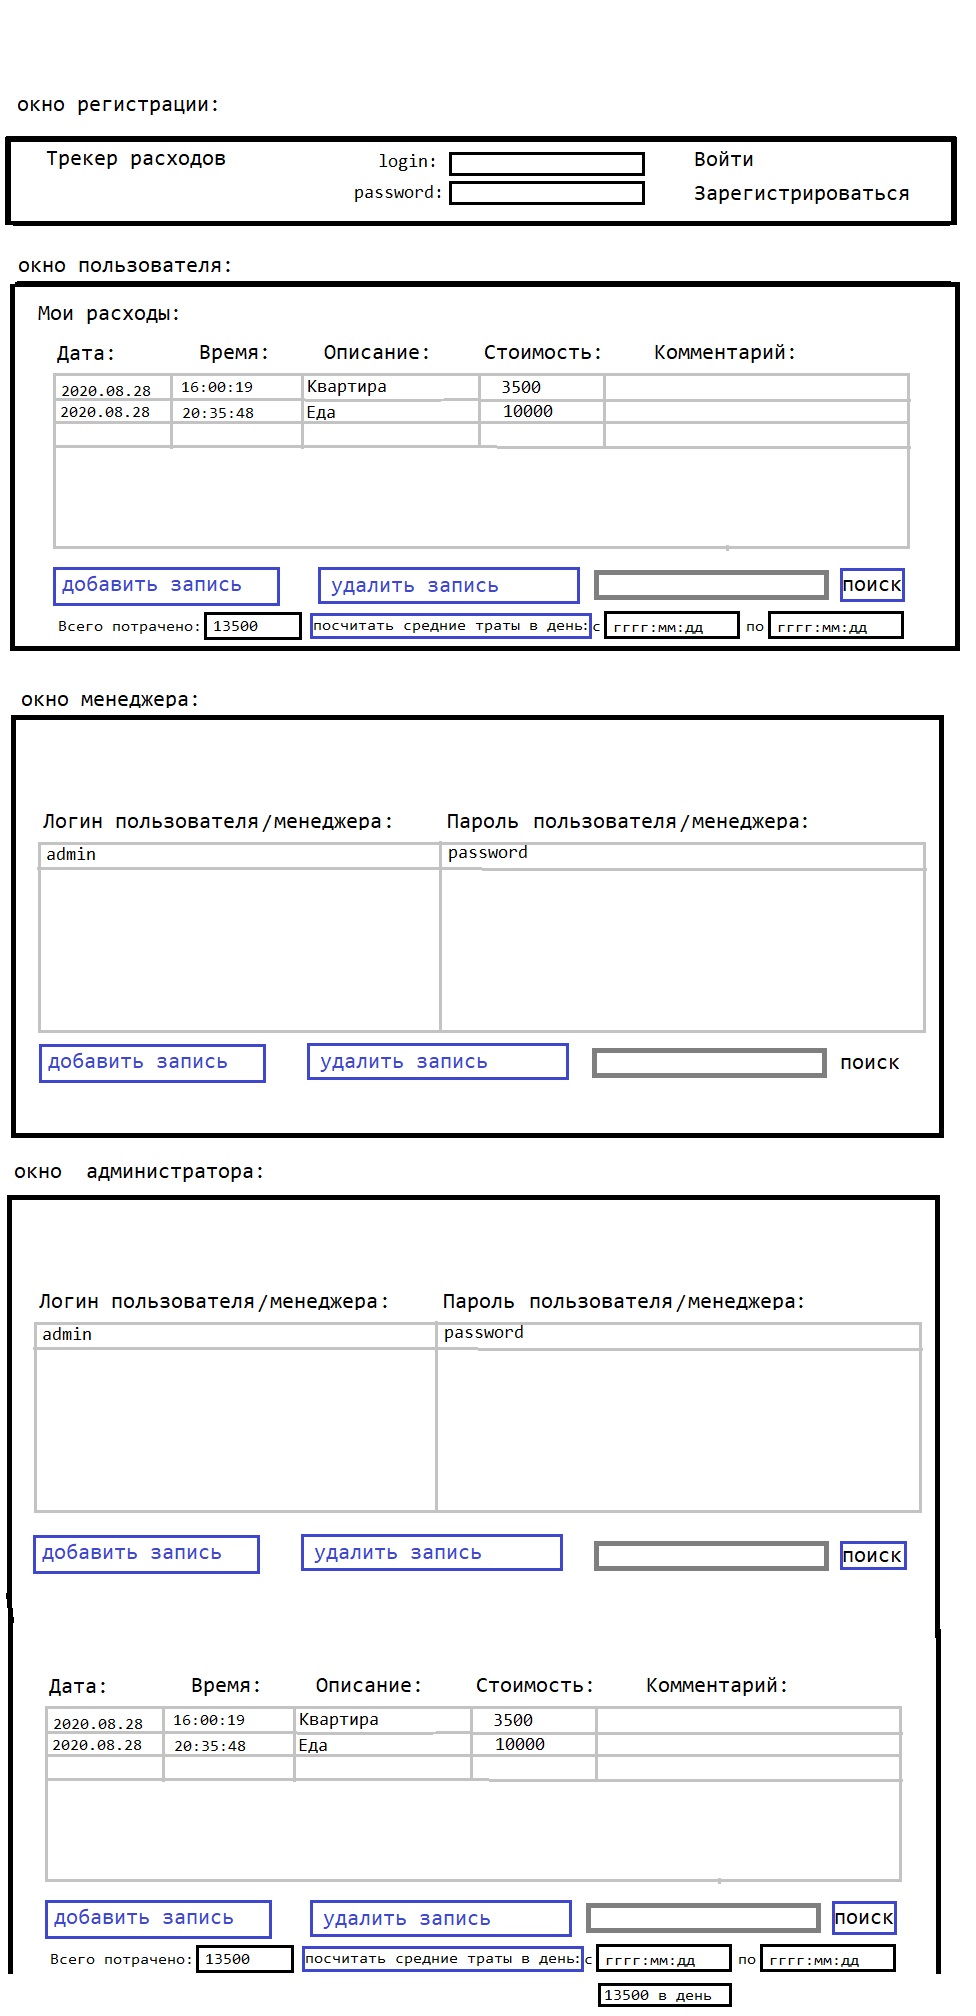 окно регистрации:
Трекер расходов login: Войти
password: Зарегистрироваться
окно пользователя:
Мои расходы:
Дата: Время: Описание: Стоимость: Комментарий:
2020.08.28 16:00:19 Квартира 3500
2020.08.28 20:35:48 Еда 10000
добавить запись удалить запись поиск
Всего потрачено: 13500 посчитать средние траты в день: с гггг:мм:дд по гггг:мм:дд
окно менеджера:
Логин пользователя/менеджера: Пароль пользователя/менеджера:
admin password
добавить запись удалить запись поиск
окно администратора:
Логин пользователя/менеджера: Пароль пользователя/менеджера:
admin password
добавить запись удалить запись поиск
Дата: Время: Описание: Стоимость: Комментарий:
2020.08.28 16:00:19 Квартира 3500
2020.08.28 20:35:48 Еда 10000
добавить запись удалить запись поиск
Всего потрачено: 13500 посчитать средние траты в день: с гггг:мм:дд по гггг:мм:дд
13500 в день